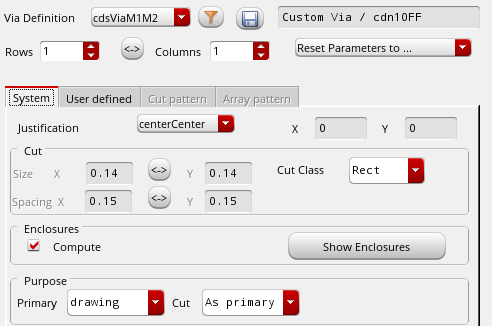 Via Definition cdsViaM1M2 Custom Via / cdn10FF
Rows 1 <-> Columns 1 Reset Parameters to ...
System User defined Cut pattern Array pattern
Justification centerCenter X 0 Y 0
Cut
Size X 0.14 <-> Y 0.14 Cut Class Rect
Spacing X 0.15 <-> Y 0.15
Enclosures
Compute Show Enclosures
Purpose
Primary drawing Cut As primary